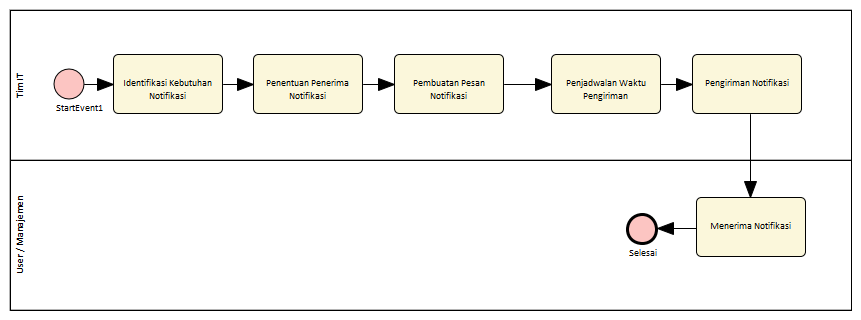 Tim IT
StartEvent1
Identifikasi Kebutuhan
Notifikasi
Penentuan Penerima
Notifikasi
Pembuatan Pesan
Notifikasi
Penjadwalan Waktu
Pengiriman
Pengiriman Notifikasi
User / Manajemen
Menerima Notifikasi
Selesai